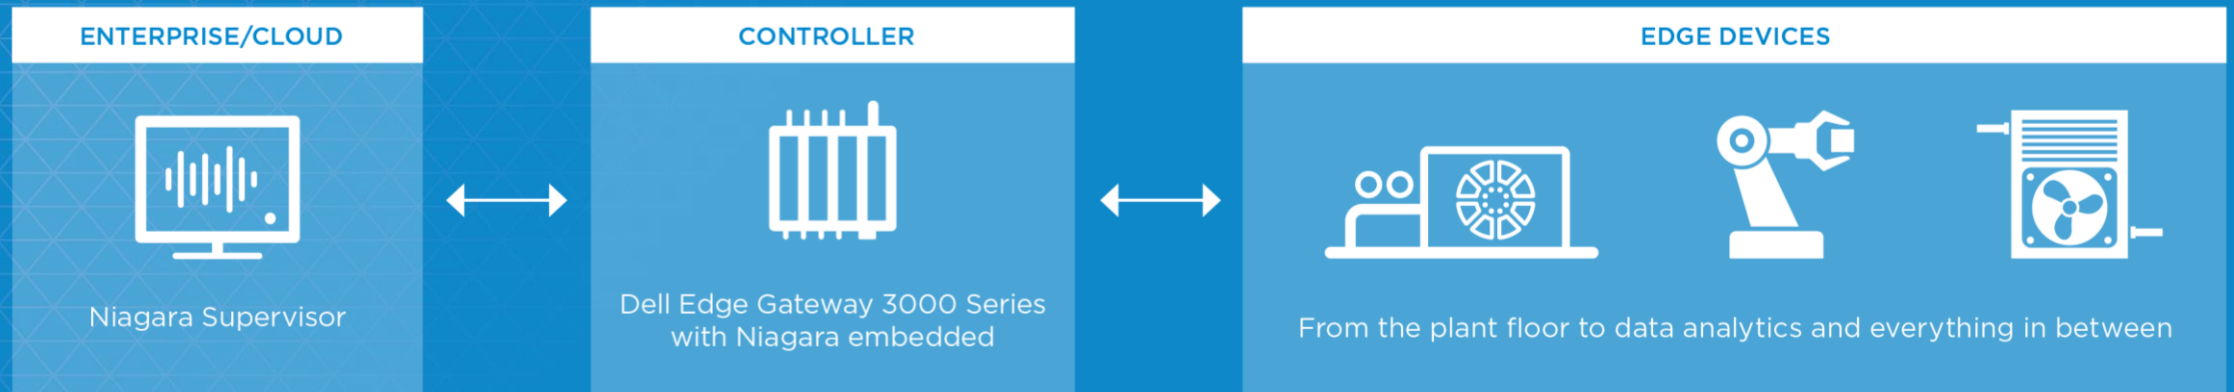 ENTERPRISE/CLOUD
Niagara Supervisor
CONTROLLER
Dell Edge Gateway 3000 Series
with Niagara embedded
EDGE DEVICES
From the plant floor to data analytics and everything in between